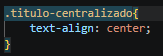 .titulo-centralizado{
    text-align: center;
}